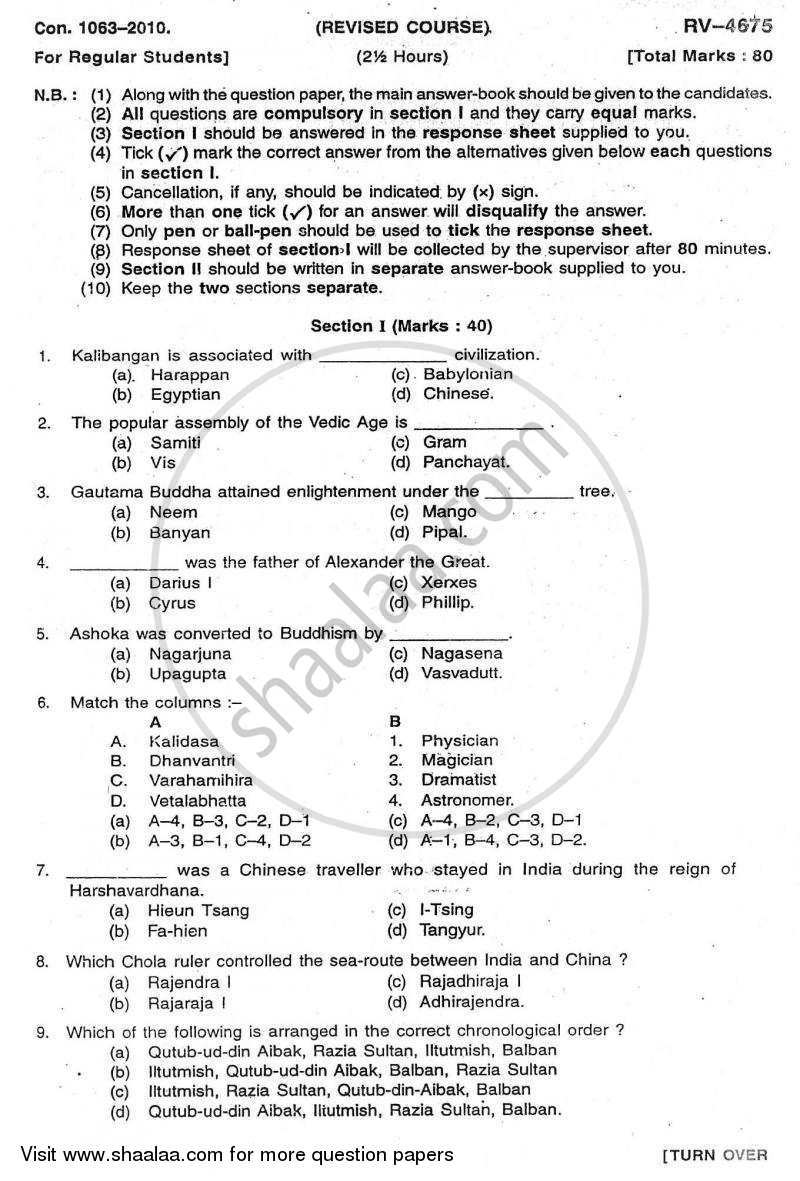 Con. 1063–2010. (REVISED COURSE) RV–4675
For Regular Students] (2½ Hours) [Total Marks : 80
N.B. : (1) Along with the question paper, the main answer-book should be given to the candidates.
(2) All questions are compulsory in section I and they carry equal marks.
(3) Section I should be answered in the response sheet supplied to you.
(4) Tick (✓) mark the correct answer from the alternatives given below each questions
in section I.
(5) Cancellation, if any, should be indicated by (×) sign.
(6) More than one tick (✓) for an answer will disqualify the answer.
(7) Only pen or ball-pen should be used to tick the response sheet.
(8) Response sheet of section I will be collected by the supervisor after 80 minutes.
(9) Section II should be written in separate answer-book supplied to you.
(10) Keep the two sections separate.
Section I (Marks : 40)
1. Kalibangan is associated with ____________ civilization.
(a) Harappan (c) Babylonian
(b) Egyptian (d) Chinese.
2. The popular assembly of the Vedic Age is ____________ .
(a) Samiti (c) Gram
(b) Vis (d) Panchayat.
3. Gautama Buddha attained enlightenment under the _________ tree.
(a) Neem (c) Mango
(b) Banyan (d) Pipal.
4. ___________ was the father of Alexander the Great.
(a) Darius I (c) Xerxes
(b) Cyrus (d) Phillip.
5. Ashoka was converted to Buddhism by ____________.
(a) Nagarjuna (c) Nagasena
(b) Upagupta (d) Vasvadutt.
6. Match the columns :–
A B
A. Kalidasa 1. Physician
B. Dhanvantri 2. Magician
C. Varahamihira 3. Dramatist
D. Vetalabhatta 4. Astronomer.
(a) A–4, B–3, C–2, D–1 (c) A–4, B–2, C–3, D–1
(b) A–3, B–1, C–4, D–2 (d) A–1, B–4, C–3, D–2.
7. __________ was a Chinese traveller who stayed in India during the reign of
Harshavardhana.
(a) Hieun Tsang (c) I-Tsing
(b) Fa-hien (d) Tangyur.
8. Which Chola ruler controlled the sea-route between India and China ?
(a) Rajendra I (c) Rajadhiraja I
(b) Rajaraja I (d) Adhirajendra.
9. Which of the following is arranged in the correct chronological order ?
(a) Qutub-ud-din Aibak, Razia Sultan, Iltutmish, Balban
(b) Iltutmish, Qutub-ud-din Aibak, Balban, Razia Sultan
(c) Iltutmish, Razia Sultan, Qutub-din-Aibak, Balban
(d) Qutub-ud-din Aibak, Iltutmish, Razia Sultan, Balban.
shaalaa.com
Visit www.shaalaa.com for more question papers [TURN OVER